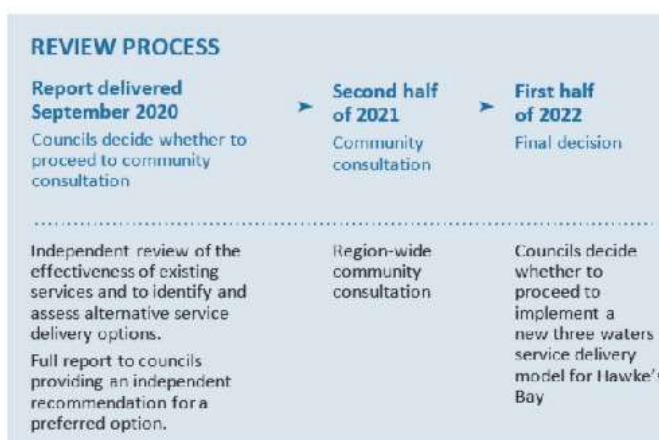 REVIEW PROCESS
Report delivered
September 2020
Councils decide whether to
proceed to community
consultation
Second half
of 2021
Community
consultation
First half
of 2022
Final decision
Independent review of the
effectiveness of existing
services and to identify and
assess alternative service
delivery options.
Full report to councils
providing an independent
recommendation for a
preferred option.
Region-wide
community
consultation
Councils decide
whether to
proceed to
implement a
new three waters
service delivery
model for Hawke's
Bay